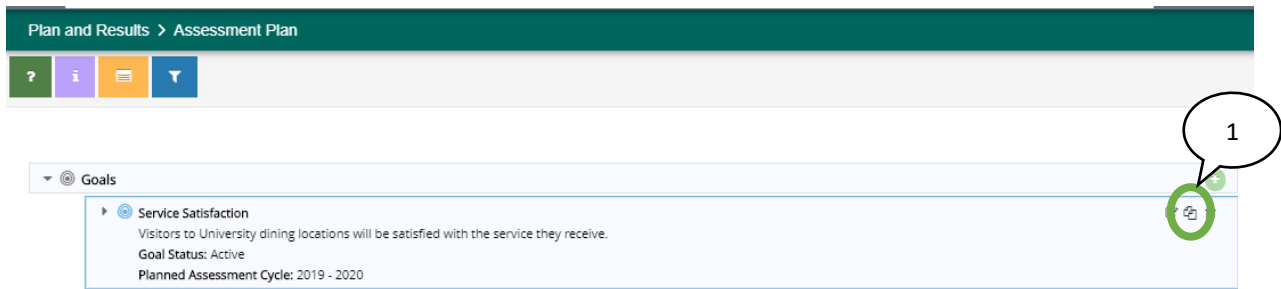 Plan and Results > Assessment Plan
? i
1
Goals
Service Satisfaction
Visitors to University dining locations will be satisfied with the service they receive.
Goal Status: Active
Planned Assessment Cycle: 2019 - 2020